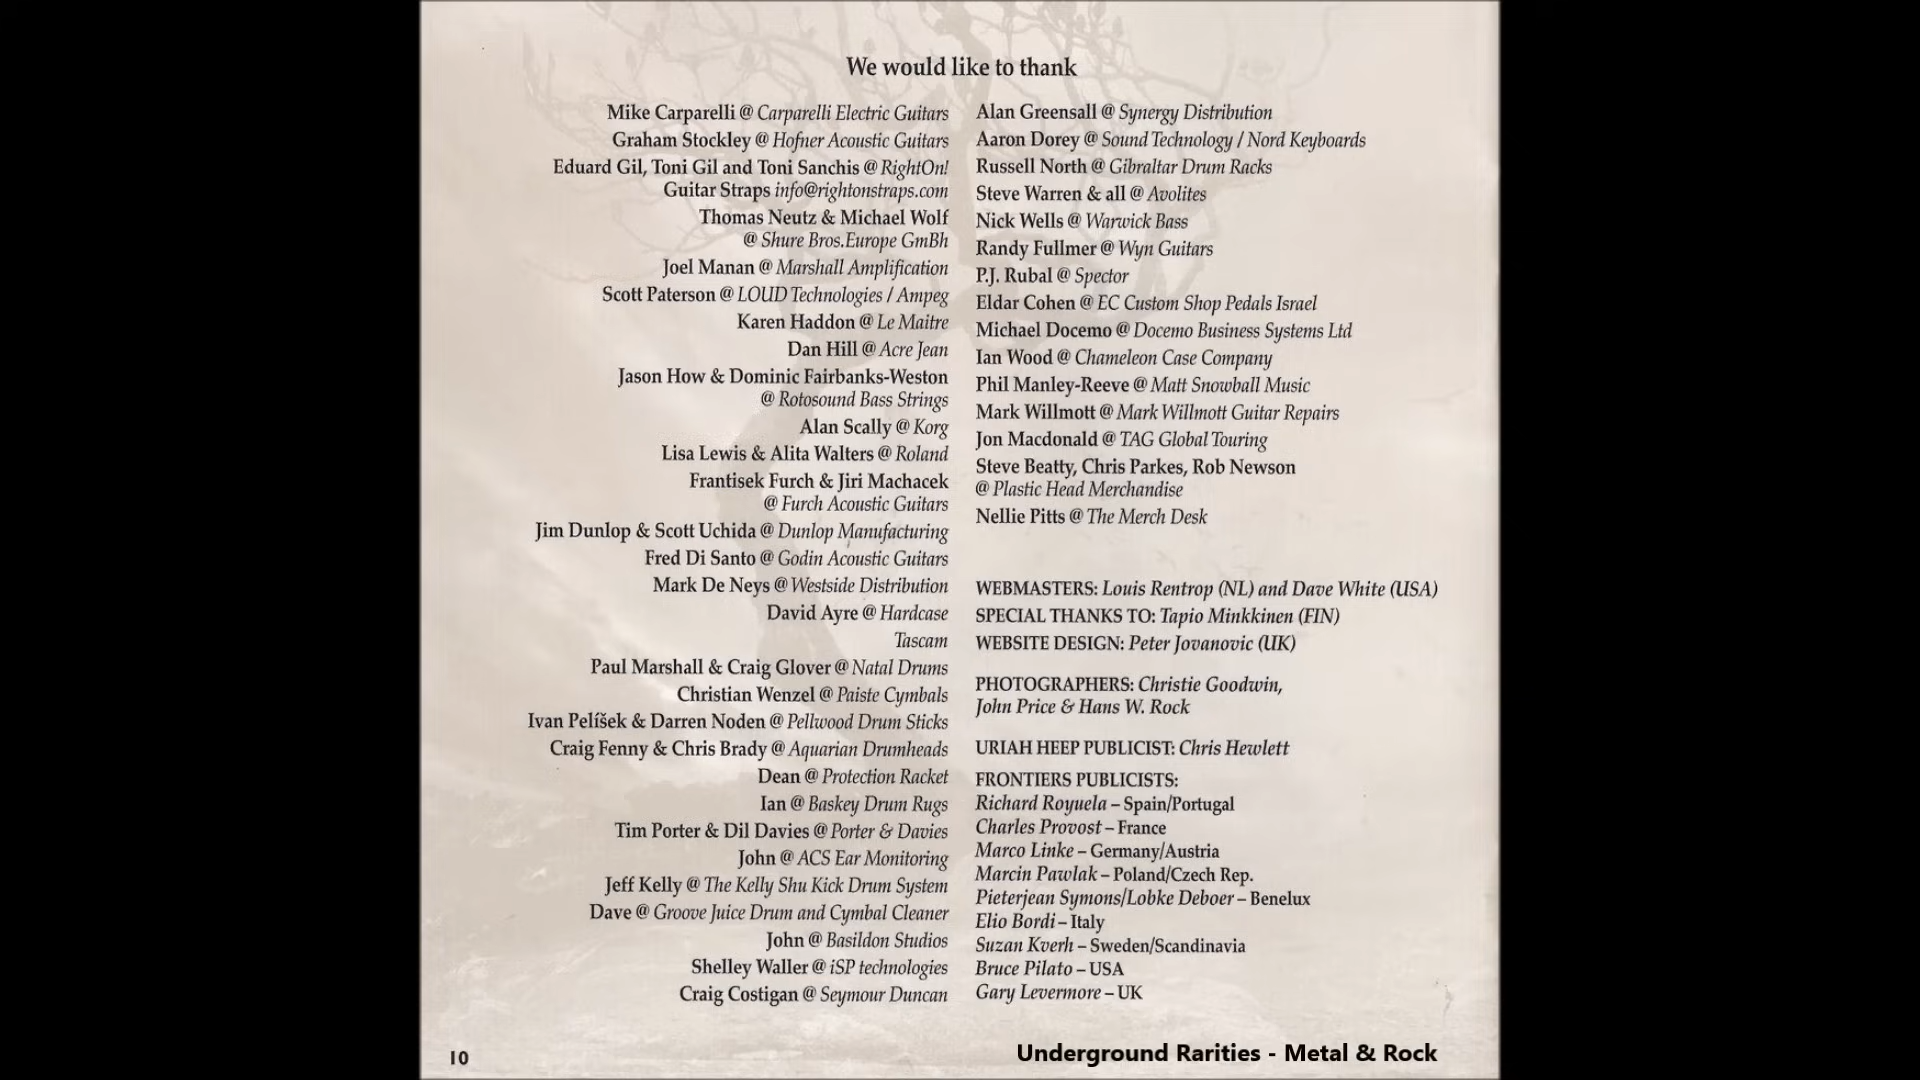 We would like to thank
Mike Carparelli @ Carparelli Electric Guitars
Graham Stockley @ Hofner Acoustic Guitars
Eduard Gil, Toni Gil and Toni Sanchis @ RightOn!
Guitar Straps info@rightonstraps.com
Thomas Neutz & Michael Wolf
@ Shure Bros.Europe GmBh
Joel Manan @ Marshall Amplification
Scott Paterson @ LOUD Technologies / Ampeg
Karen Haddon @ Le Maitre
Dan Hill @ Acre Jean
Jason How & Dominic Fairbanks-Weston
@ Rotosound Bass Strings
Alan Scally @ Korg
Lisa Lewis & Alita Walters @ Roland
Frantisek Furch & Jiri Machacek
@ Furch Acoustic Guitars
Jim Dunlop & Scott Uchida @ Dunlop Manufacturing
Fred Di Santo @ Godin Acoustic Guitars
Mark De Neys @ Westside Distribution
David Ayre @ Hardcase
Tascam
Paul Marshall & Craig Glover @ Natal Drums
Christian Wenzel @ Paiste Cymbals
Ivan Pelíšek & Darren Noden @ Pellwood Drum Sticks
Craig Fenny & Chris Brady @ Aquarian Drumheads
Dean @ Protection Racket
Ian @ Baskey Drum Rugs
Tim Porter & Dil Davies @ Porter & Davies
John @ ACS Ear Monitoring
Jeff Kelly @ The Kelly Shu Kick Drum System
Dave @ Groove Juice Drum and Cymbal Cleaner
John @ Basildon Studios
Shelley Waller @ iSP technologies
Craig Costigan @ Seymour Duncan
Alan Greensall @ Synergy Distribution
Aaron Dorey @ Sound Technology / Nord Keyboards
Russell North @ Gibraltar Drum Racks
Steve Warren & all @ Avolites
Nick Wells @ Warwick Bass
Randy Fullmer @ Wyn Guitars
P.J. Rubal @ Spector
Eldar Cohen @ EC Custom Shop Pedals Israel
Michael Docemo @ Docemo Business Systems Ltd
Ian Wood @ Chameleon Case Company
Phil Manley-Reeve @ Matt Snowball Music
Mark Willmott @ Mark Willmott Guitar Repairs
Jon Macdonald @ TAG Global Touring
Steve Beatty, Chris Parkes, Rob Newson
@ Plastic Head Merchandise
Nellie Pitts @ The Merch Desk
WEBMASTERS: Louis Rentrop (NL) and Dave White (USA)
SPECIAL THANKS TO: Tapio Minkkinen (FIN)
WEBSITE DESIGN: Peter Jovanovic (UK)
PHOTOGRAPHERS: Christie Goodwin,
John Price & Hans W. Rock
URIAH HEEP PUBLICIST: Chris Hewlett
FRONTIERS PUBLICISTS:
Richard Royuela – Spain/Portugal
Charles Provost – France
Marco Linke – Germany/Austria
Marcin Pawlak – Poland/Czech Rep.
Pieterjean Symons/Lobke Deboer – Benelux
Elio Bordi – Italy
Suzan Kverh – Sweden/Scandinavia
Bruce Pilato – USA
Gary Levermore – UK
10
Underground Rarities - Metal & Rock